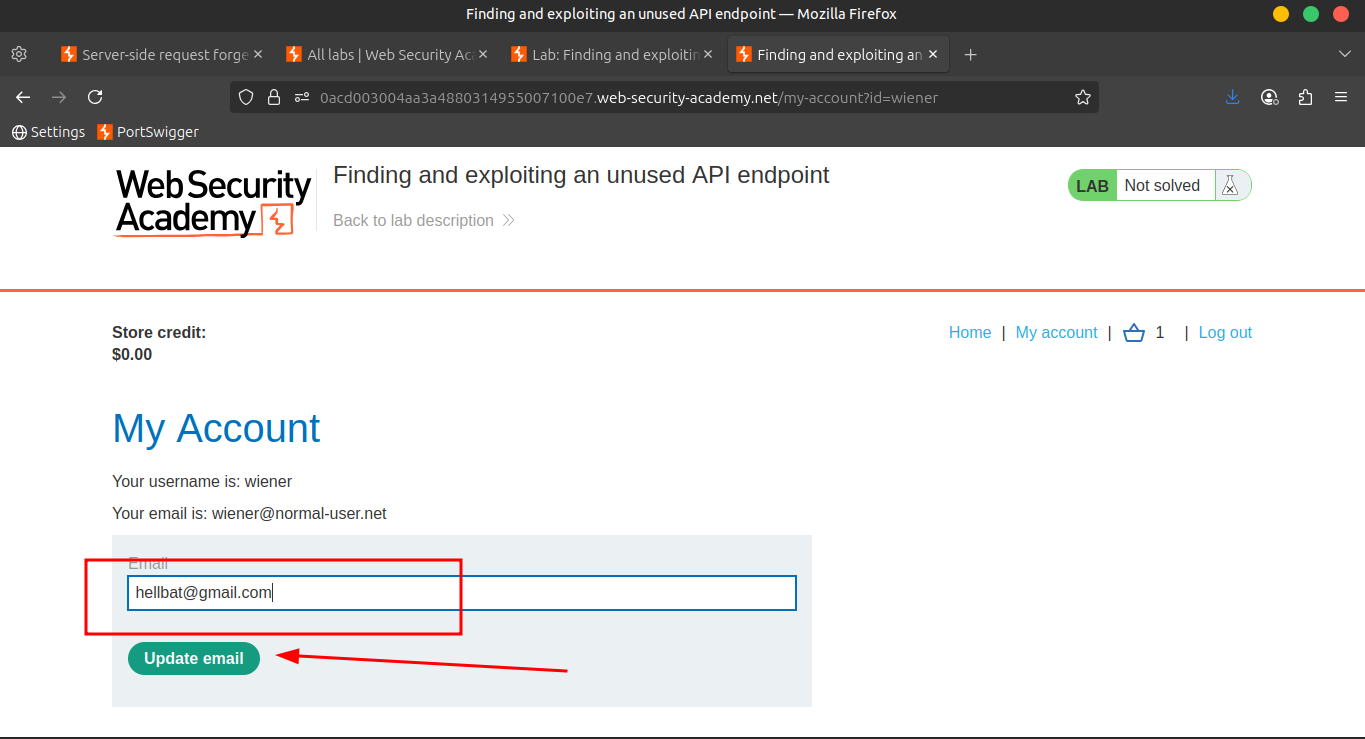 Finding and exploiting an unused API endpoint — Mozilla Firefox
Server-side request forge
All labs | Web Security Aca
Lab: Finding and exploitin
Finding and exploiting an
0acd003004aa3a4880314955007100e7.web-security-academy.net/my-account?id=wiener
Settings
PortSwigger
Web Security
Academy
Finding and exploiting an unused API endpoint
Back to lab description
LAB
Not solved
Store credit:
$0.00
Home | My account | 1 | Log out
My Account
Your username is: wiener
Your email is: wiener@normal-user.net
Email
hellbat@gmail.com
Update email